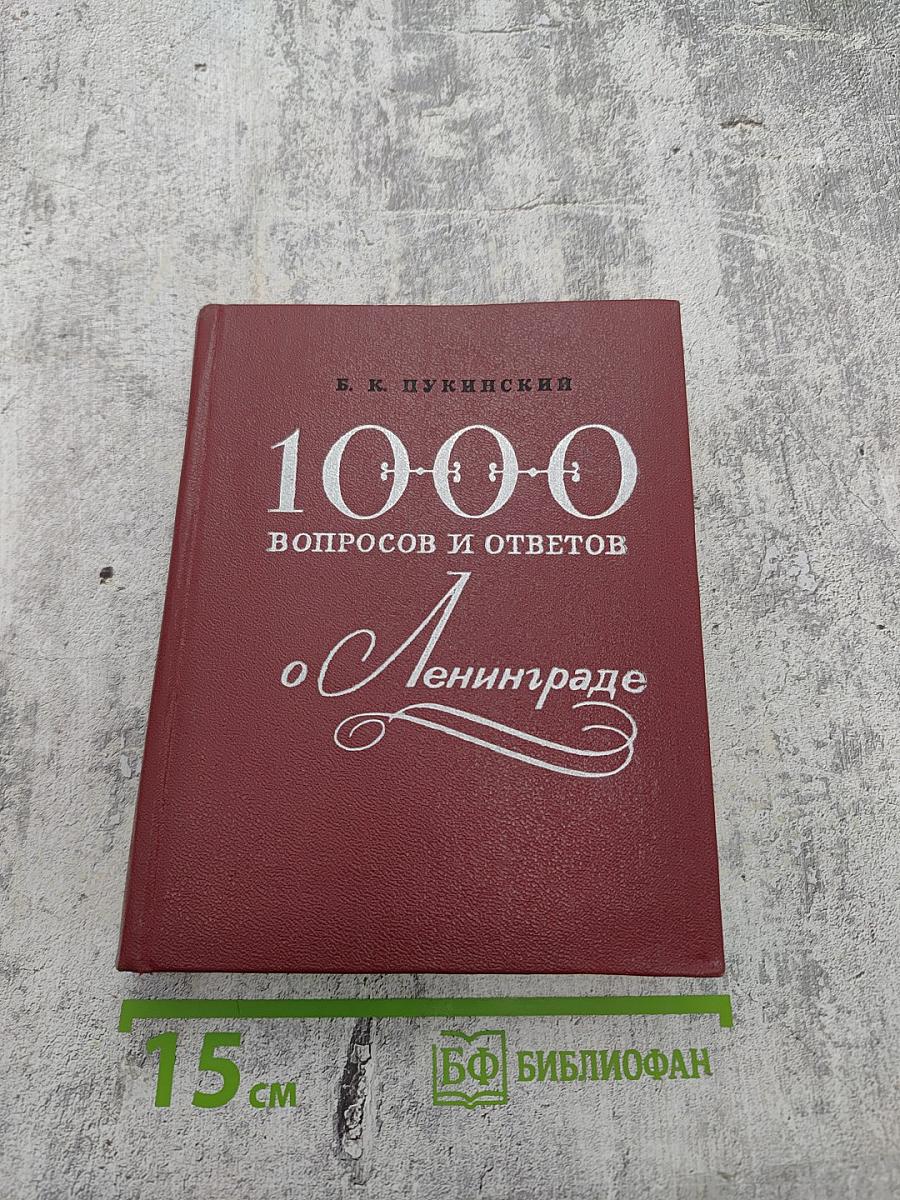 Б. К. ПУКИНСКИЙ
1000
ВОПРОСОВ И ОТВЕТОВ
о Ленинграде
15 см
БФ БИБЛИОФАН